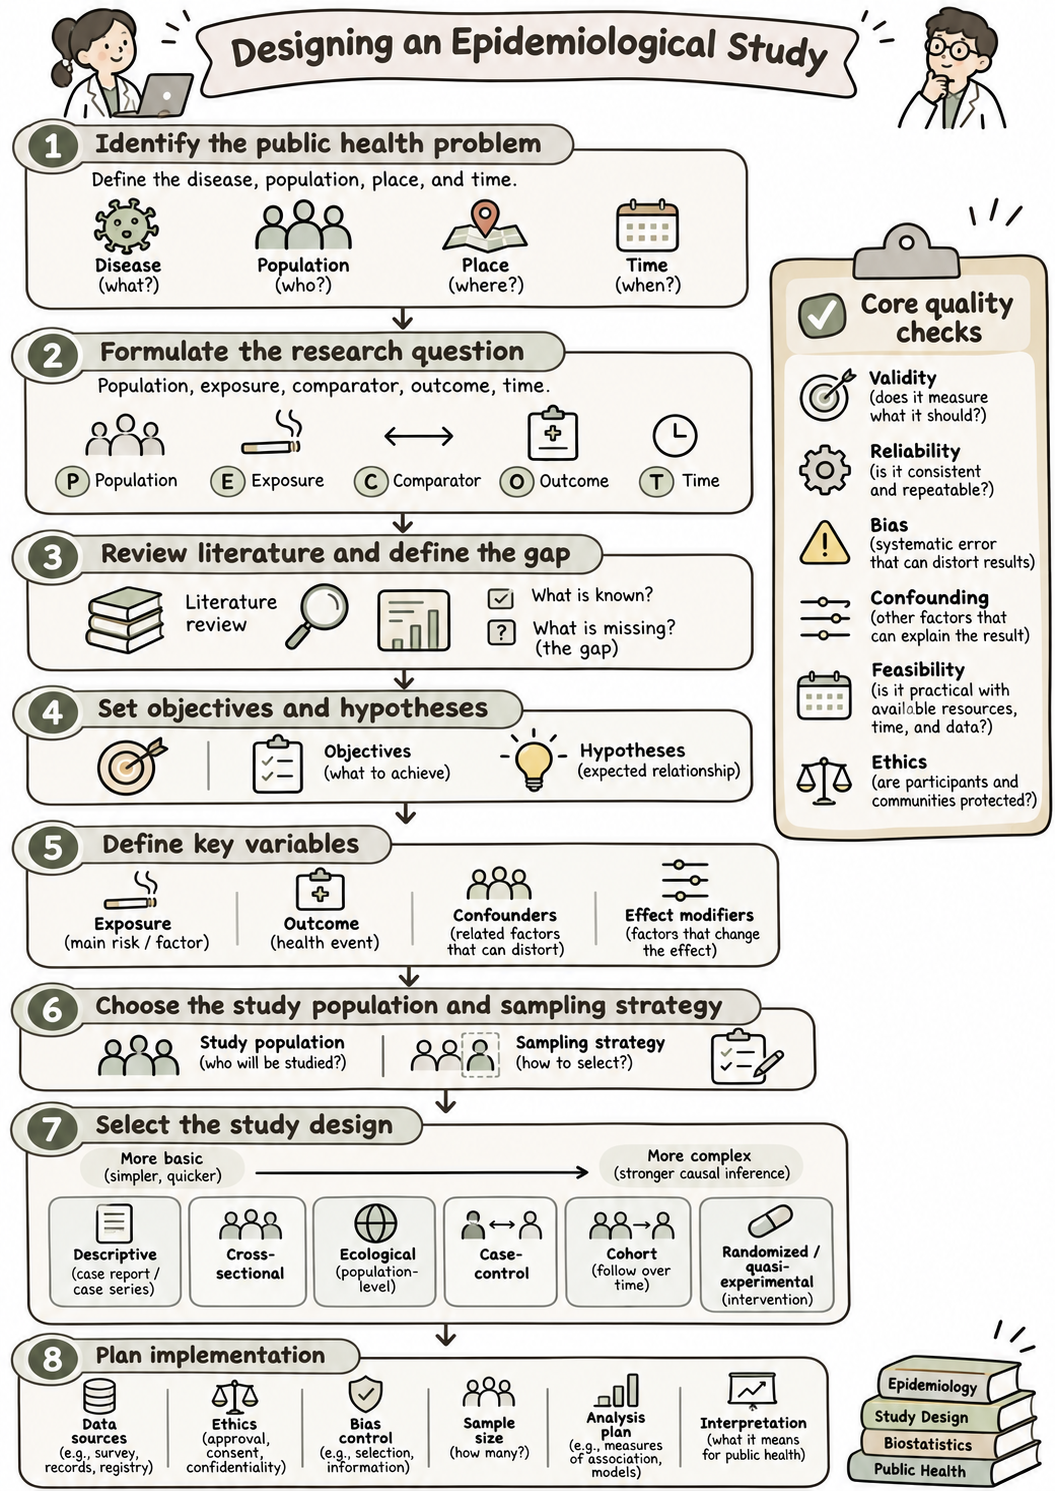 Designing an Epidemiological Study
1 Identify the public health problem
Define the disease, population, place, and time.
Disease
(what?)
Population
(who?)
Place
(where?)
Time
(when?)
2 Formulate the research question
Population, exposure, comparator, outcome, time.
P Population
E Exposure
C Comparator
O Outcome
T Time
3 Review literature and define the gap
Literature
review
What is known?
? What is missing?
(the gap)
4 Set objectives and hypotheses
Objectives
(what to achieve)
Hypotheses
(expected relationship)
5 Define key variables
Exposure
(main risk / factor)
Outcome
(health event)
Confounders
(related factors
that can distort)
Effect modifiers
(factors that change
the effect)
6 Choose the study population and sampling strategy
Study population
(who will be studied?)
Sampling strategy
(how to select?)
7 Select the study design
More basic
(simpler, quicker)
More complex
(stronger causal inference)
Descriptive
(case report /
case series)
Cross-
sectional
Ecological
(population-
level)
Case-
control
Cohort
(follow over
time)
Randomized /
quasi-
experimental
(intervention)
8 Plan implementation
Data
sources
(e.g., survey,
records, registry)
Ethics
(approval,
consent,
confidentiality)
Bias
control
(e.g., selection,
information)
Sample
size
(how many?)
Analysis
plan
(e.g., measures
of association,
models)
Interpretation
(what it means
for public health)
Core quality
checks
Validity
(does it measure
what it should?)
Reliability
(is it consistent
and repeatable?)
Bias
(systematic error
that can distort results)
Confounding
(other factors that
can explain the result)
Feasibility
(is it practical with
available resources,
time, and data?)
Ethics
(are participants and
communities protected?)
Epidemiology
Study Design
Biostatistics
Public Health